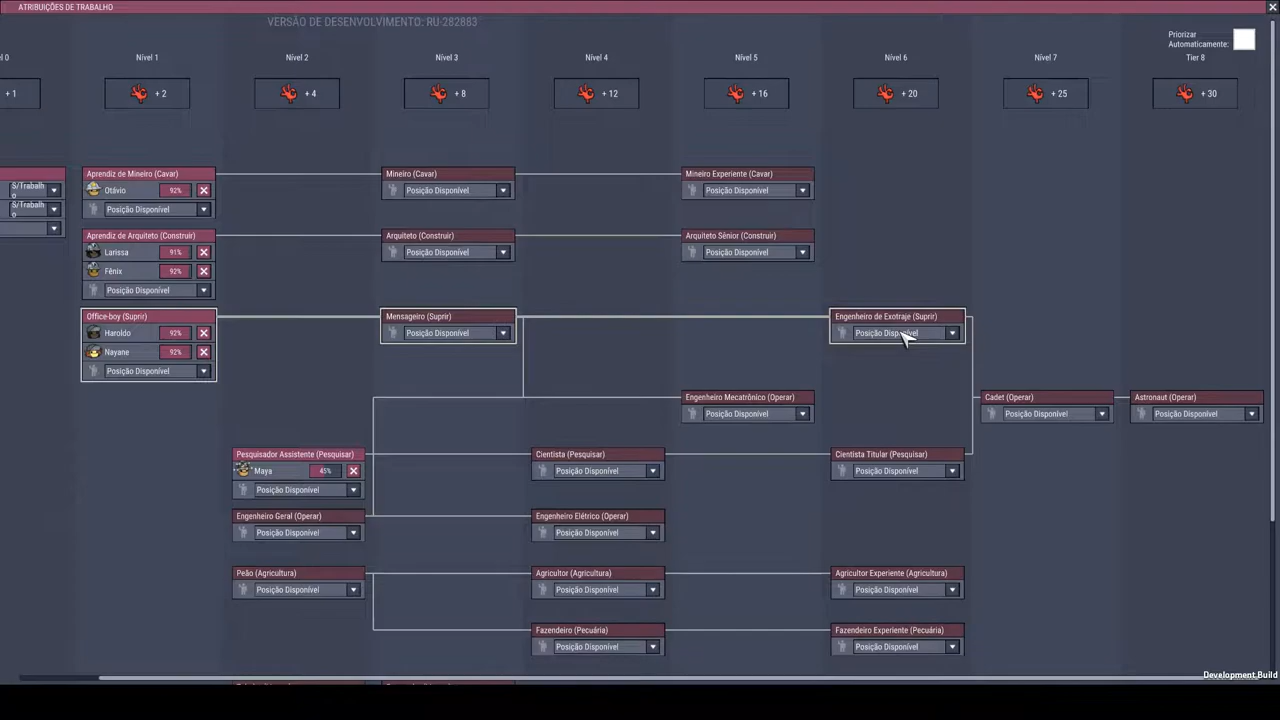 ATRIBUIÇÕES DE TRABALHO
VERSÃO DE DESENVOLVIMENTO: RU-282883
Priorizar
Automaticamente:
l 0
Nível 1
Nível 2
Nível 3
Nível 4
Nível 5
Nível 6
Nível 7
Tier 8
+ 1
+ 2
+ 4
+ 8
+ 12
+ 16
+ 20
+ 25
+ 30
Aprendiz de Mineiro (Cavar)
Mineiro (Cavar)
Mineiro Experiente (Cavar)
S/Trabalh
o
Otávio
92%
Posição Disponível
Posição Disponível
S/Trabalh
o
Posição Disponível
Aprendiz de Arquiteto (Construir)
Arquiteto (Construir)
Arquiteto Sênior (Construir)
Larissa
91%
Posição Disponível
Posição Disponível
Fênix
92%
Posição Disponível
Office-boy (Suprir)
Mensageiro (Suprir)
Engenheiro de Exotraje (Suprir)
Haroldo
92%
Posição Disponível
Posição Disponível
Nayane
92%
Posição Disponível
Engenheiro Mecatrônico (Operar)
Cadet (Operar)
Astronaut (Operar)
Posição Disponível
Posição Disponível
Posição Disponível
Pesquisador Assistente (Pesquisar)
Cientista (Pesquisar)
Cientista Titular (Pesquisar)
Maya
45%
Posição Disponível
Posição Disponível
Posição Disponível
Engenheiro Geral (Operar)
Engenheiro Elétrico (Operar)
Posição Disponível
Posição Disponível
Peão (Agricultura)
Agricultor (Agricultura)
Agricultor Experiente (Agricultura)
Posição Disponível
Posição Disponível
Posição Disponível
Fazendeiro (Pecuária)
Fazendeiro Experiente (Pecuária)
Posição Disponível
Posição Disponível
Development Build